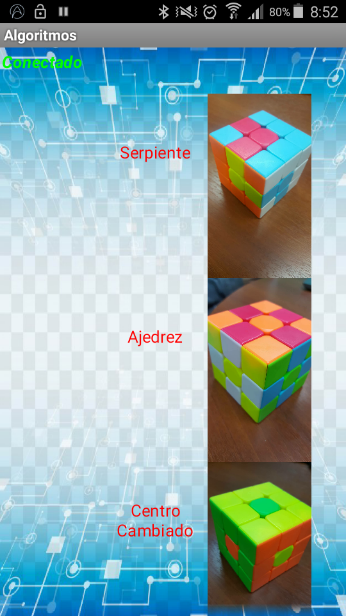 80% 8:52
Algoritmos
Conectado
Serpiente
Ajedrez
Centro
Cambiado